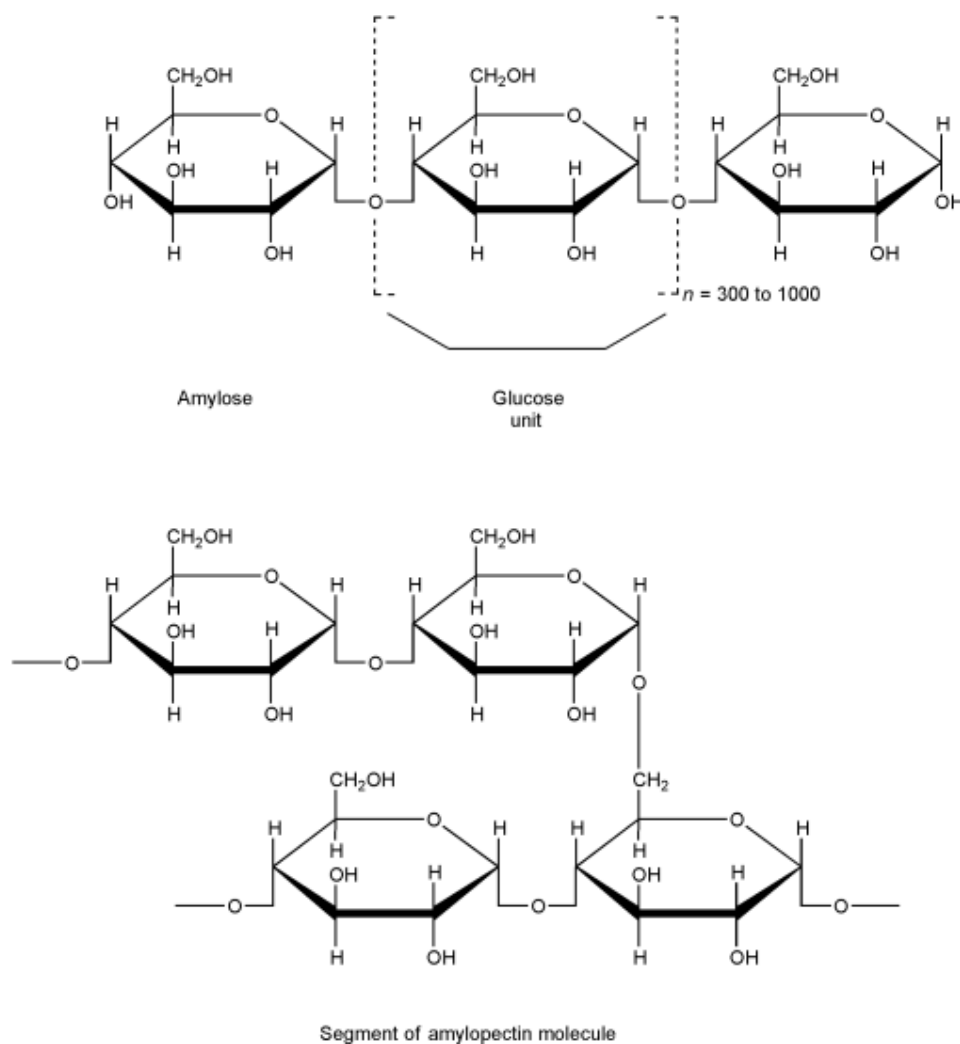 CH₂OH CH₂OH CH₂OH
H O H H O H H O H
H H H
OH H OH H OH H
OH O O OH
H OH H OH H OH
n = 300 to 1000
Amylose Glucose
unit
CH₂OH CH₂OH
H O H H O H
H H
OH H OH H
O O O
H OH H OH
CH₂OH CH₂
H O H H O H
H H
OH H OH H
O O O
H OH H OH
Segment of amylopectin molecule